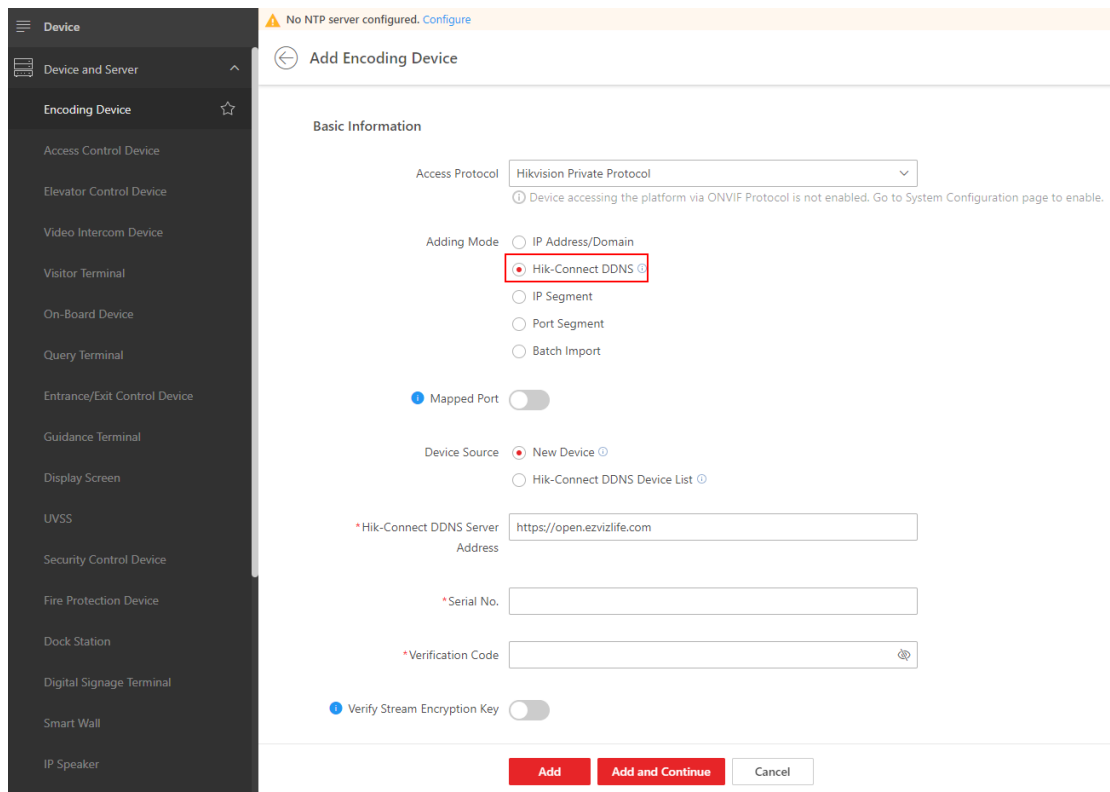 Device
Device and Server
Encoding Device
Access Control Device
Elevator Control Device
Video Intercom Device
Visitor Terminal
On-Board Device
Query Terminal
Entrance/Exit Control Device
Guidance Terminal
Display Screen
UVSS
Security Control Device
Fire Protection Device
Dock Station
Digital Signage Terminal
Smart Wall
IP Speaker
No NTP server configured. Configure
Add Encoding Device
Basic Information
Access Protocol Hikvision Private Protocol
Device accessing the platform via ONVIF Protocol is not enabled. Go to System Configuration page to enable.
Adding Mode IP Address/Domain
Hik-Connect DDNS
IP Segment
Port Segment
Batch Import
Mapped Port
Device Source New Device
Hik-Connect DDNS Device List
*Hik-Connect DDNS Server https://open.ezvizlife.com
Address
*Serial No.
*Verification Code
Verify Stream Encryption Key
Add Add and Continue Cancel